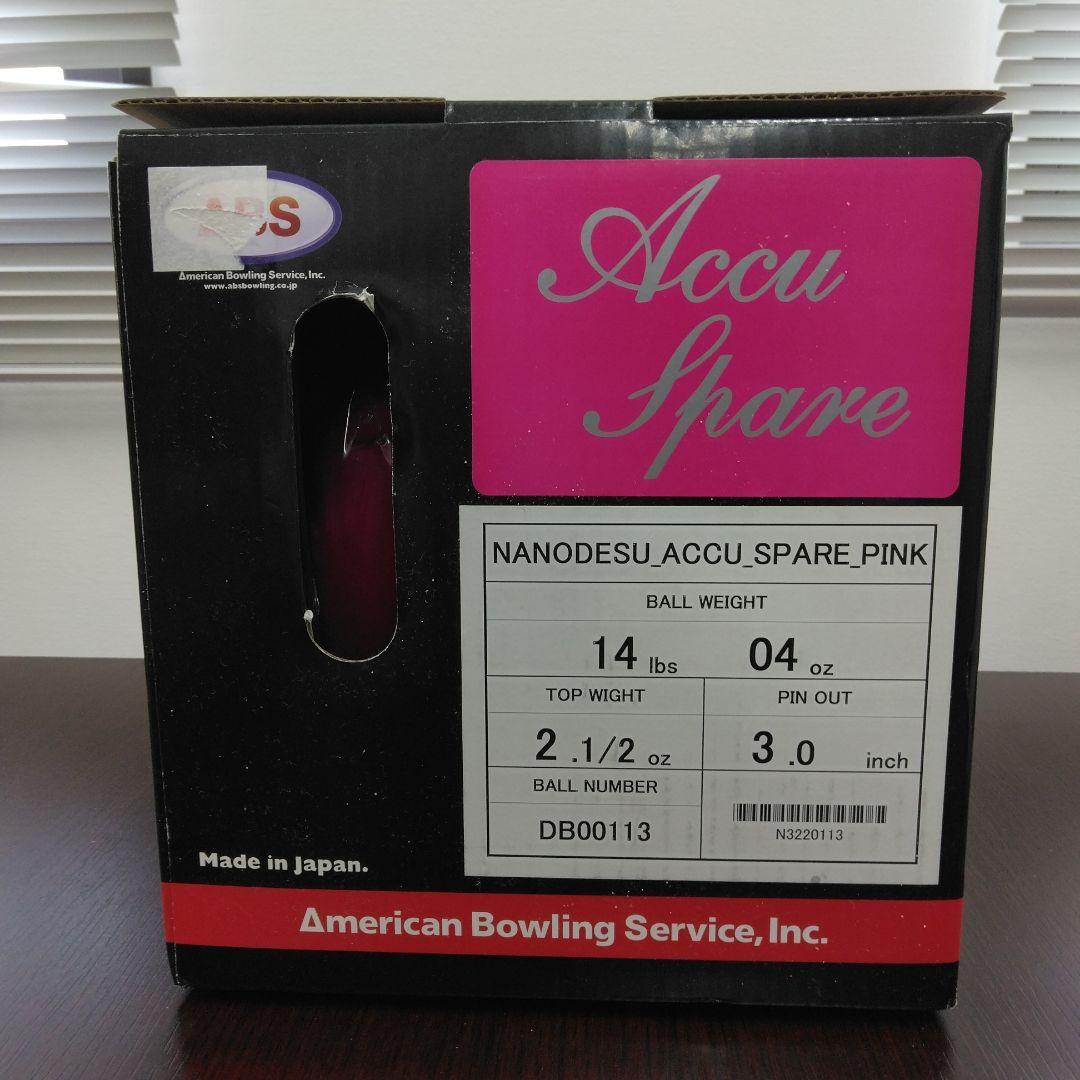 ABS
American Bowling Service, Inc.
www.absbowling.co.jp
Accu
Spare
NANODESU_ACCU_SPARE_PINK
BALL WEIGHT
14 lbs 04 oz
TOP WIGHT
PIN OUT
2 .1/2 oz
3 .0 inch
BALL NUMBER
DB00113
N3220113
Made in Japan.
American Bowling Service, Inc.